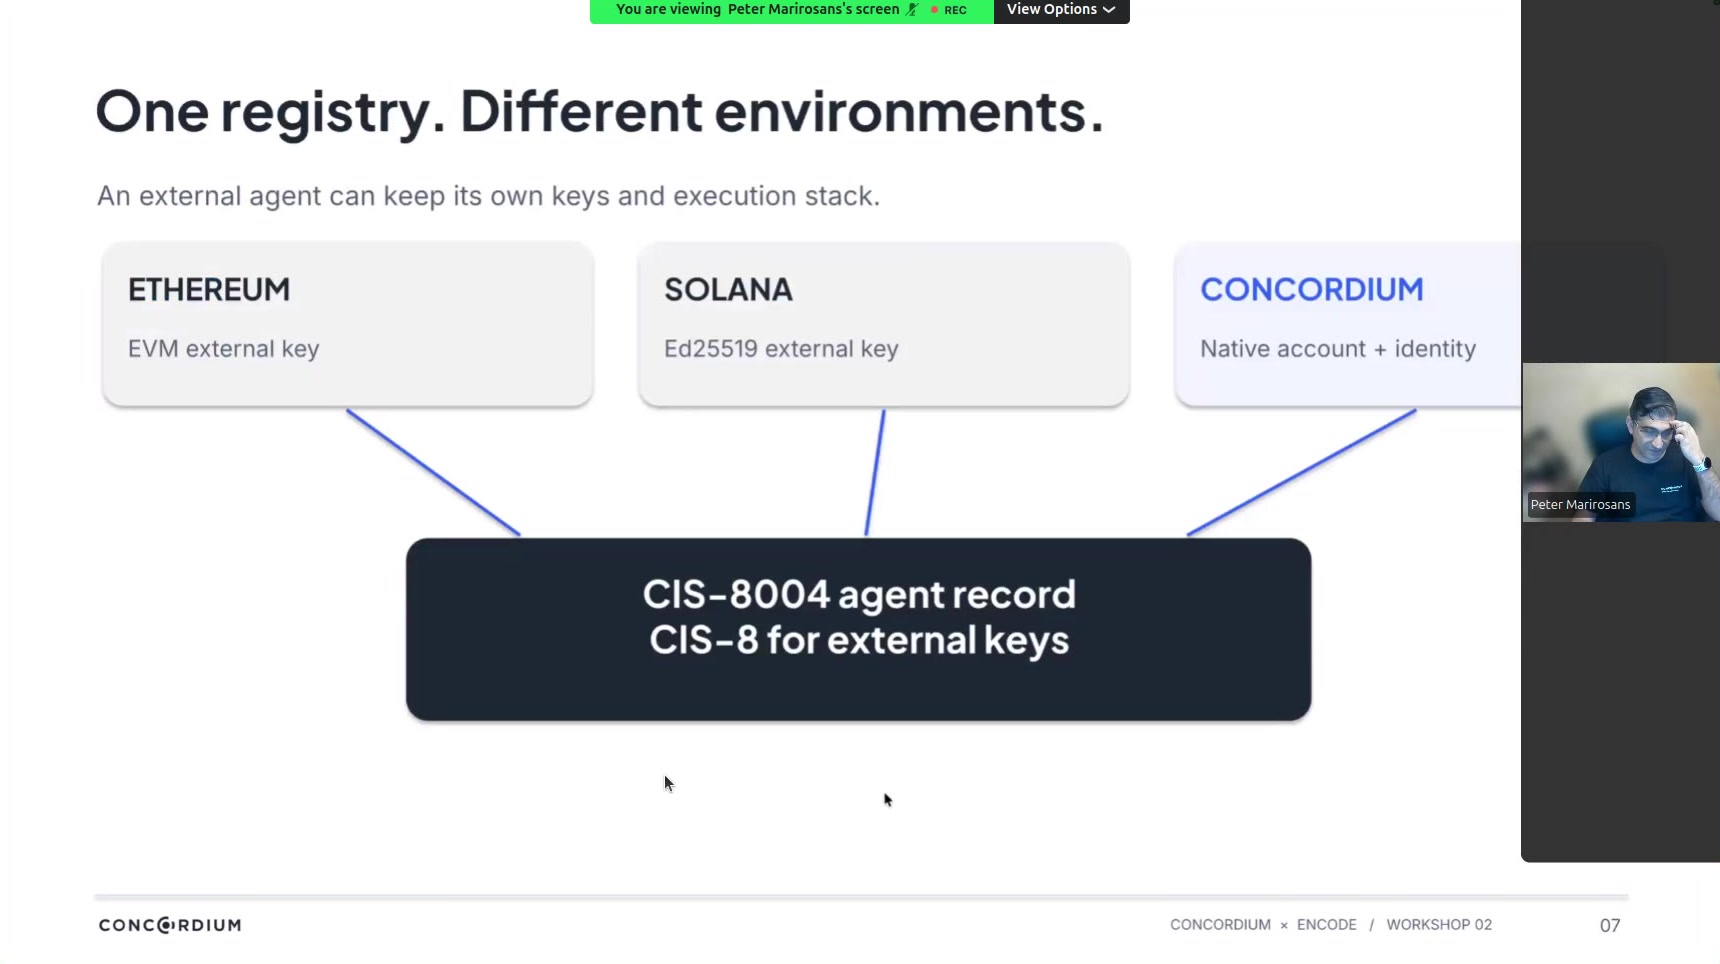 You are viewing Peter Marirosans's screen REC View Options
One registry. Different environments.
An external agent can keep its own keys and execution stack.
ETHEREUM
EVM external key
SOLANA
Ed25519 external key
CONCORDIUM
Native account + identity
Peter Marirosans
CIS-8004 agent record
CIS-8 for external keys
CONCORDIUM
CONCORDIUM × ENCODE / WORKSHOP 02
07